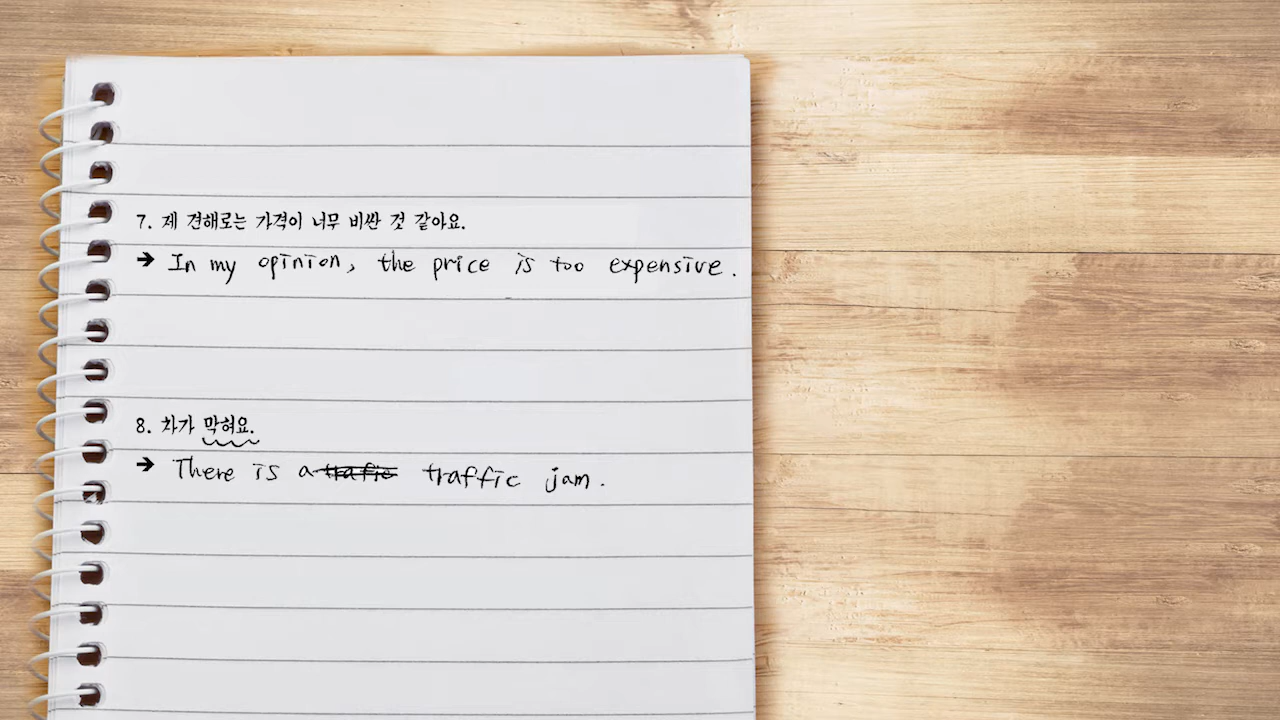 7. 제 견해로는 가격이 너무 비싼 것 같아요.
➔ In my opinion, the price is too expensive.
8. 차가 막혀요.
➔ There is a trafic traffic jam.